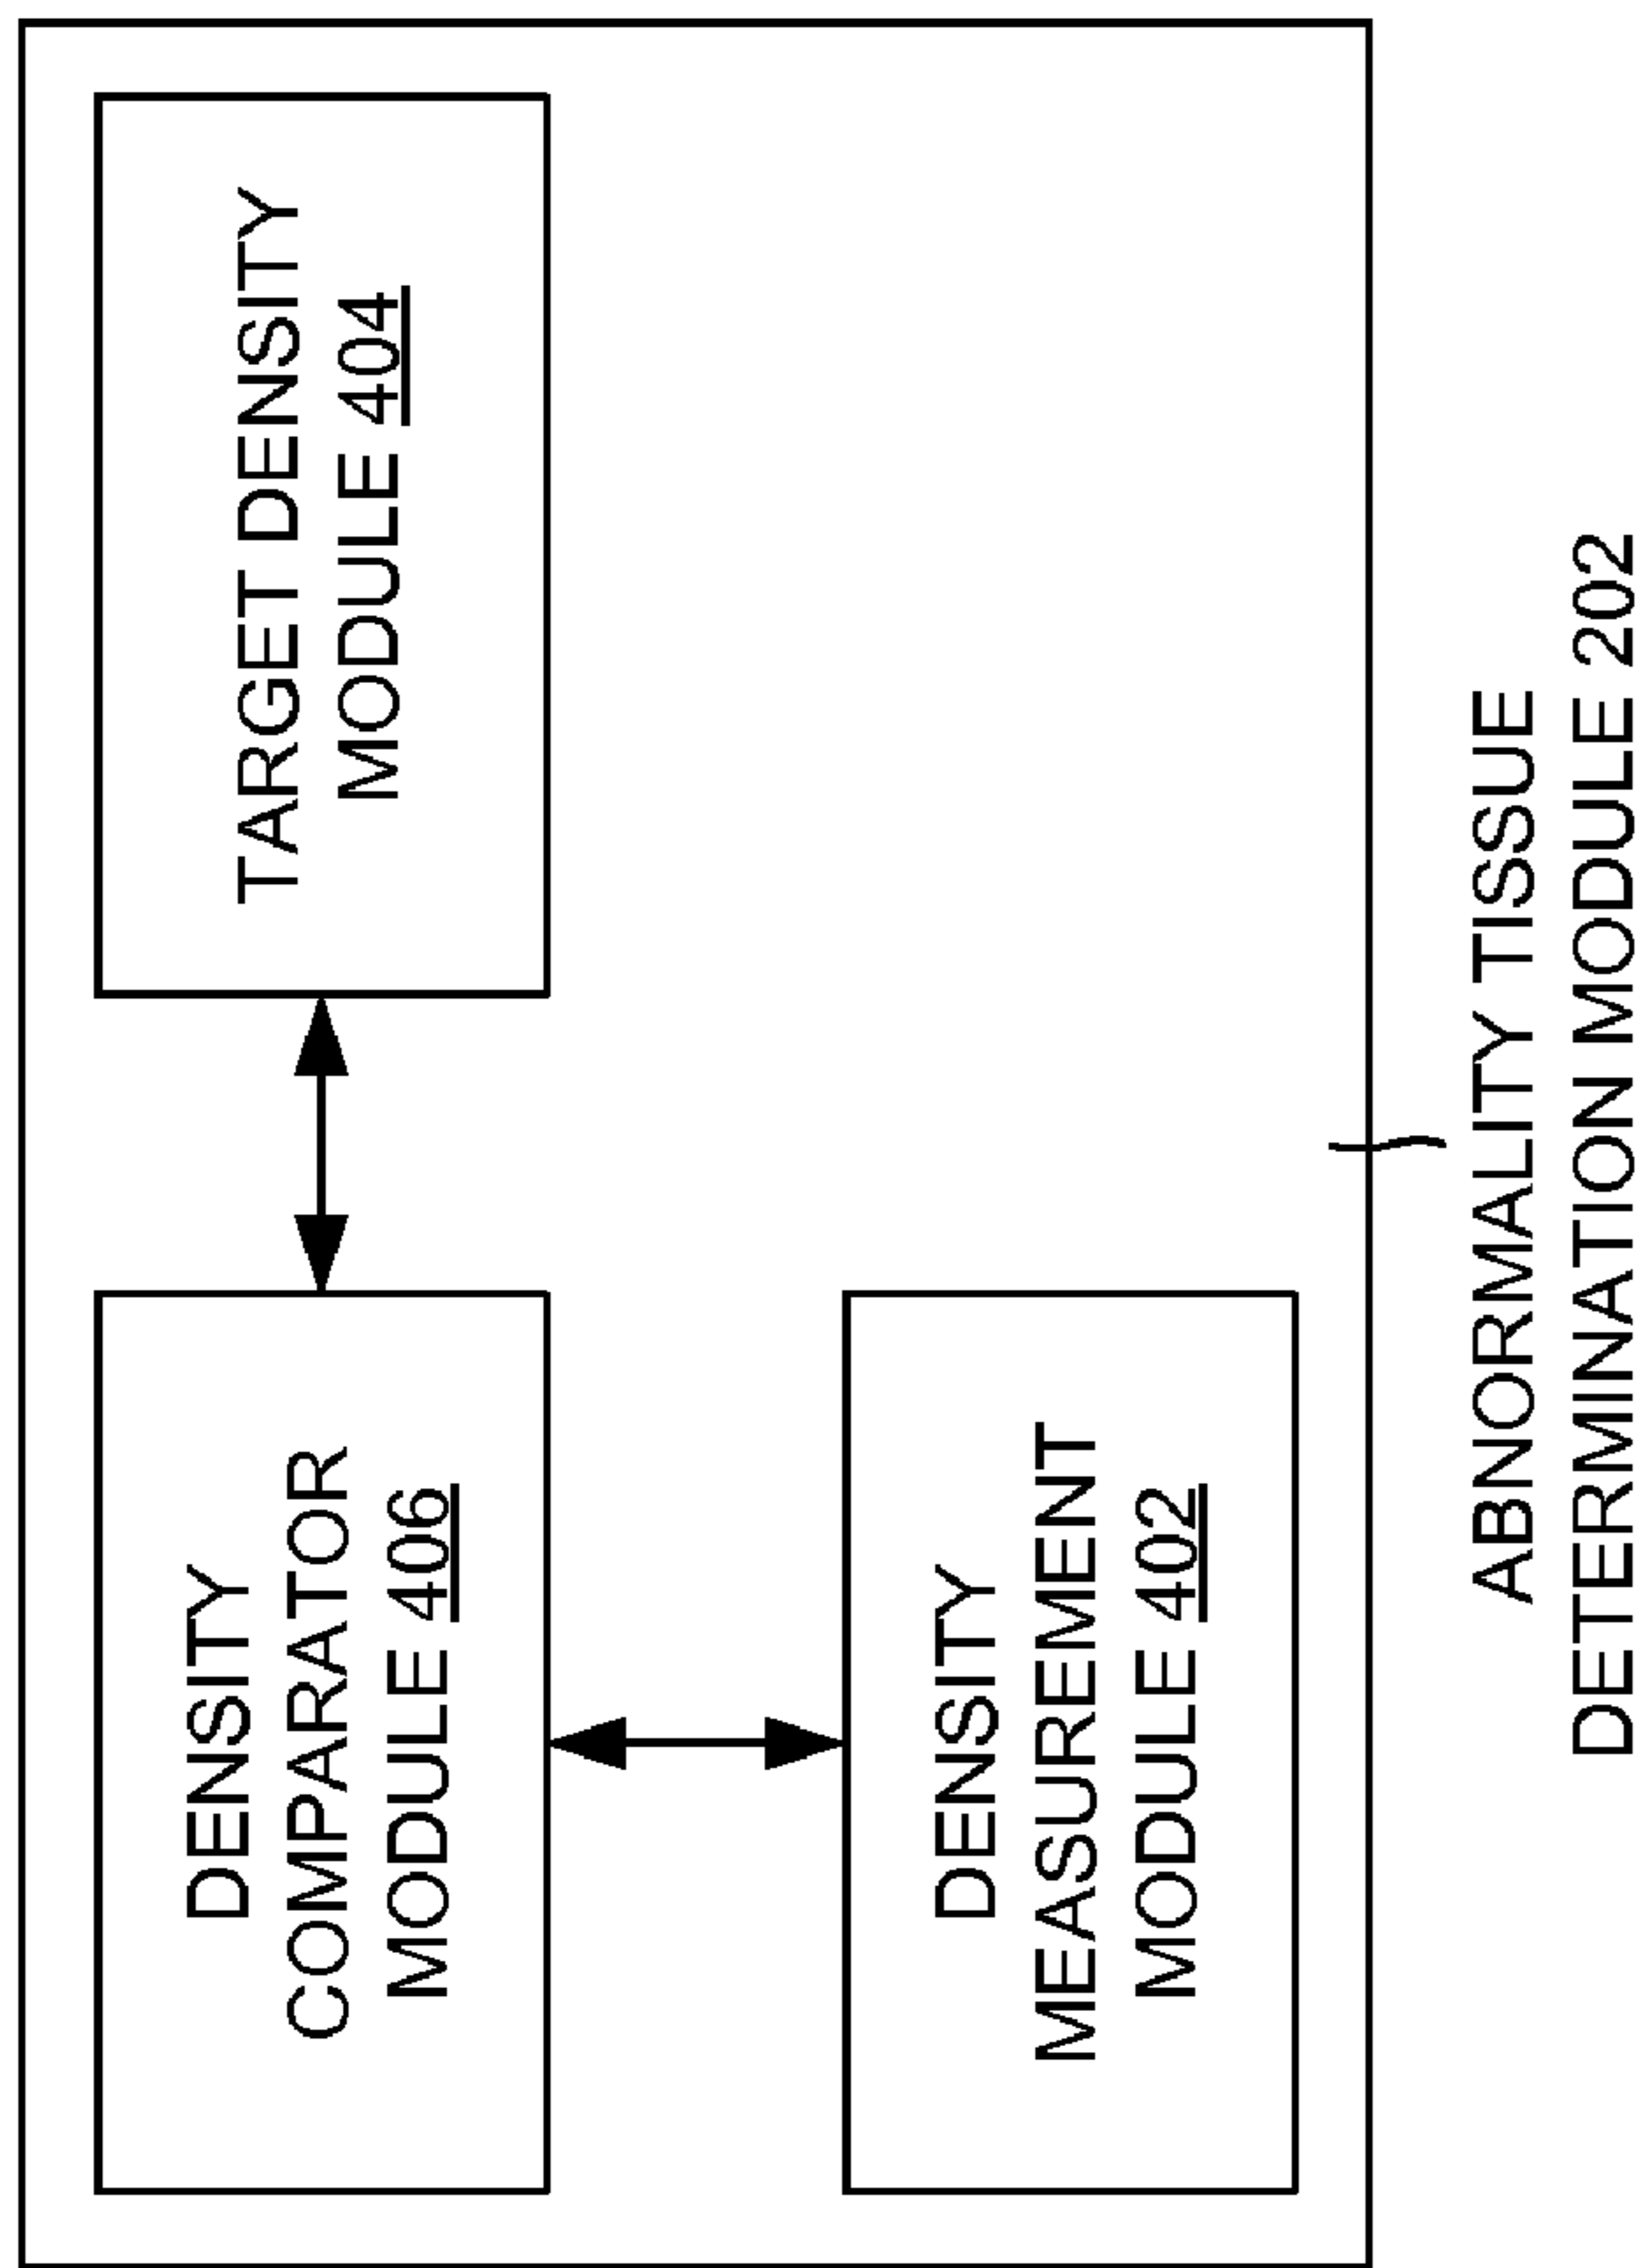 DENSITY
COMPARATOR
MODULE 406
TARGET DENSITY
MODULE 404
DENSITY
MEASUREMENT
MODULE 402
ABNORMALITY TISSUE
DETERMINATION MODULE 202